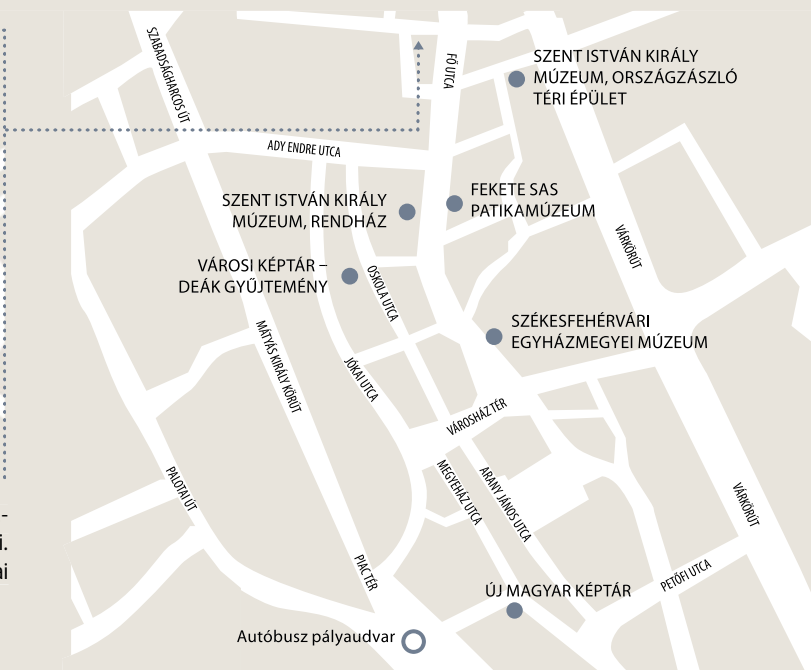 SZABADSÁGHARCOS ÚT
FŐ UTCA
SZENT ISTVÁN KIRÁLY
MÚZEUM, ORSZÁGZÁSZLÓ
TÉRI ÉPÜLET
ADY ENDRE UTCA
SZENT ISTVÁN KIRÁLY
MÚZEUM, RENDHÁZ
FEKETE SAS
PATIKAMÚZEUM
VÁRKÖRÚT
VÁROSI KÉPTÁR –
DEÁK GYŰJTEMÉNY
OSKOLA UTCA
SZÉKESFEHÉRVÁRI
EGYHÁZMEGYEI MÚZEUM
MÁTYÁS KIRÁLY KÖRÚT
JÓKAI UTCA
VÁROSHÁZ TÉR
PALOTAI ÚT
MEGYEHÁZ UTCA
ARANY JÁNOS UTCA
VÁRKÖRÚT
-
i.
ai
PIAC TÉR
PETŐFI UTCA
ÚJ MAGYAR KÉPTÁR
Autóbusz pályaudvar